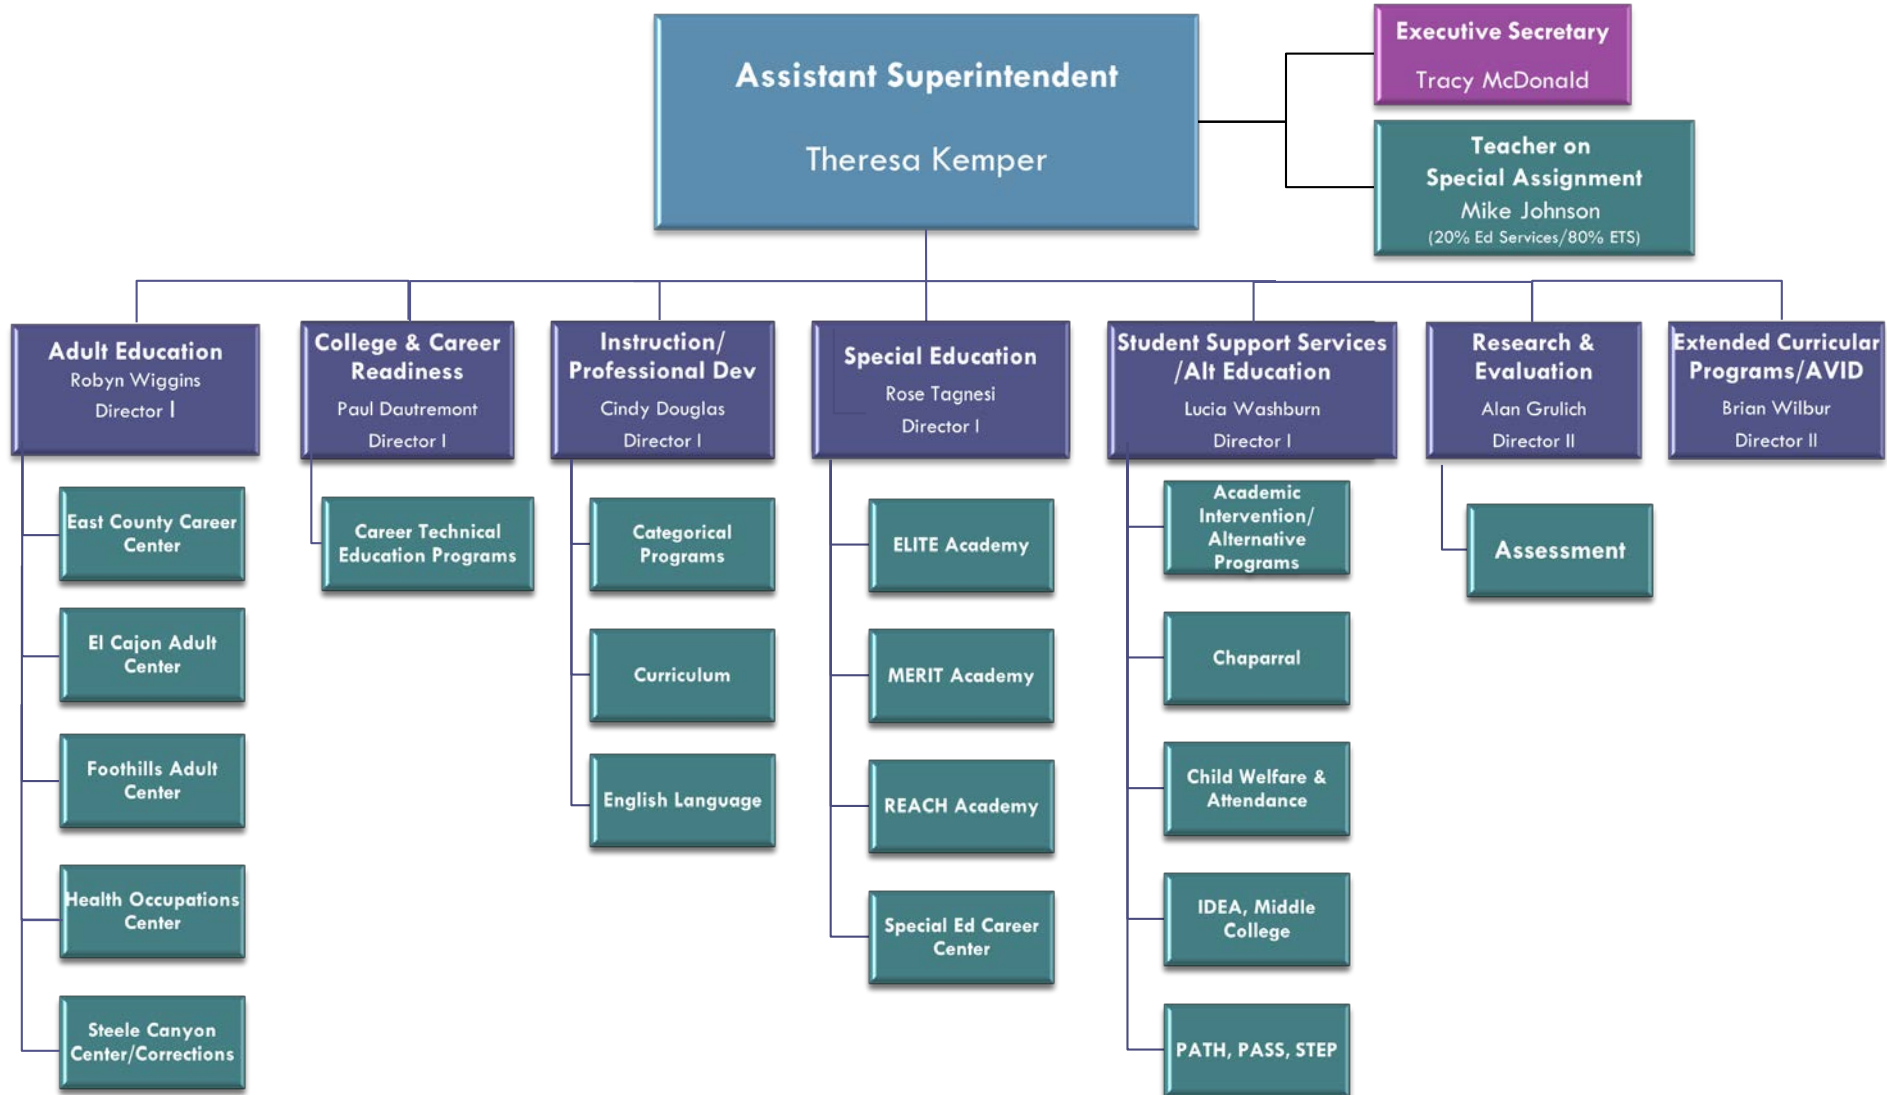 Assistant Superintendent
Theresa Kemper
Executive Secretary
Tracy McDonald
Teacher on
Special Assignment
Mike Johnson
(20% Ed Services/80% ETS)
Adult Education
Robyn Wiggins
Director I
College & Career
Readiness
Paul Dautremont
Director I
Instruction/
Professional Dev
Cindy Douglas
Director I
Special Education
Rose Tagnesi
Director I
Student Support Services
/Alt Education
Lucia Washburn
Director I
Research &
Evaluation
Alan Grulich
Director II
Extended Curricular
Programs/AVID
Brian Wilbur
Director II
East County Career
Center
El Cajon Adult
Center
Foothills Adult
Center
Health Occupations
Center
Steele Canyon
Center/Corrections
Career Technical
Education Programs
Categorical
Programs
Curriculum
English Language
ELITE Academy
MERIT Academy
REACH Academy
Special Ed Career
Center
Academic
Intervention/
Alternative
Programs
Chaparral
Child Welfare &
Attendance
IDEA, Middle
College
PATH, PASS, STEP
Assessment